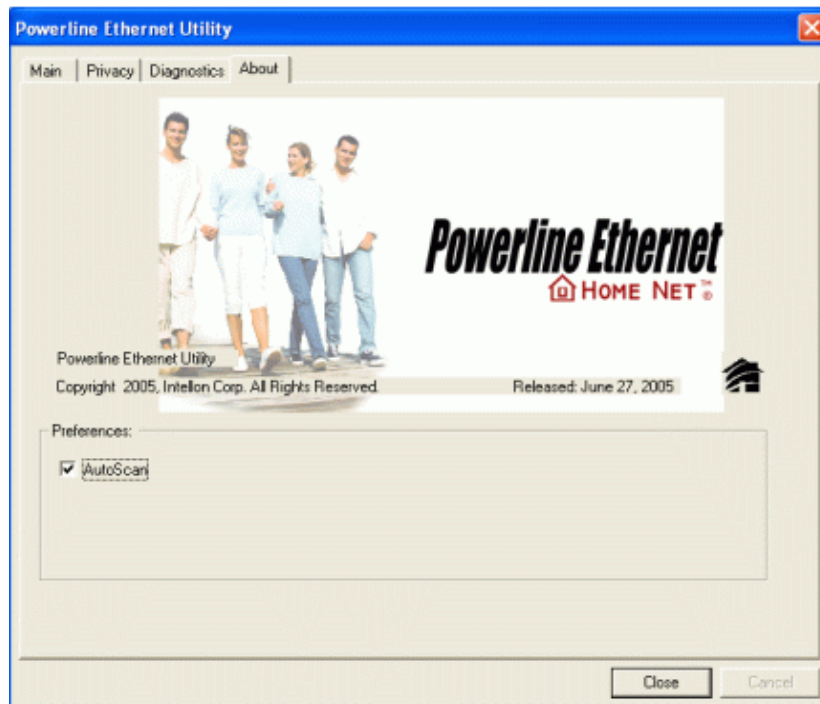 Powerline Ethernet Utility
Main Privacy Diagnostics About
Powerline Ethernet
HOME NET ™ ®
Powerline Ethernet Utility
Copyright 2005, Intellon Corp. All Rights Reserved. Released: June 27, 2005
Preferences:
AutoScan
Close Cancel